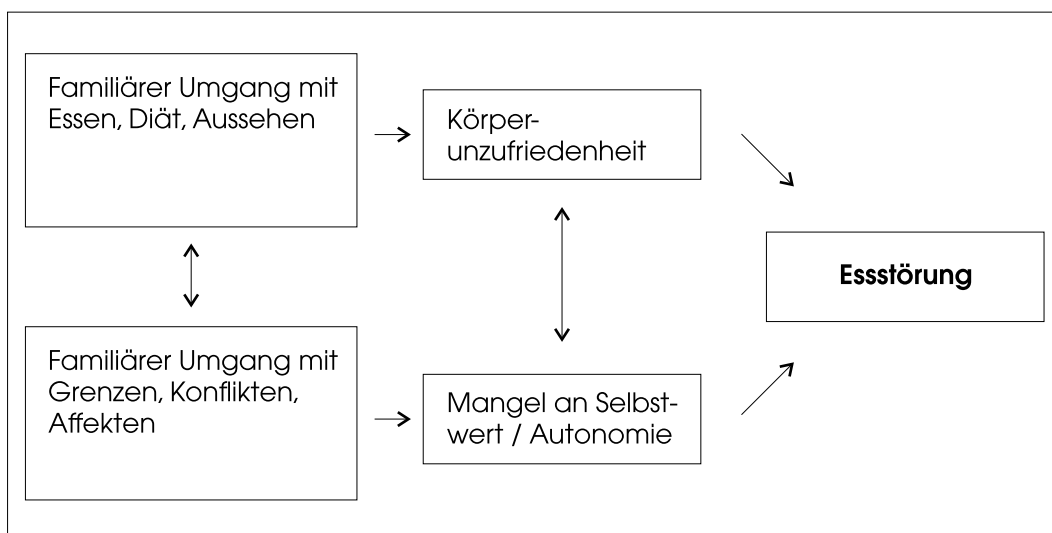 Familiärer Umgang mit
Essen, Diät, Aussehen
Körper-
unzufriedenheit
Essstörung
Familiärer Umgang mit
Grenzen, Konflikten,
Affekten
Mangel an Selbst-
wert / Autonomie